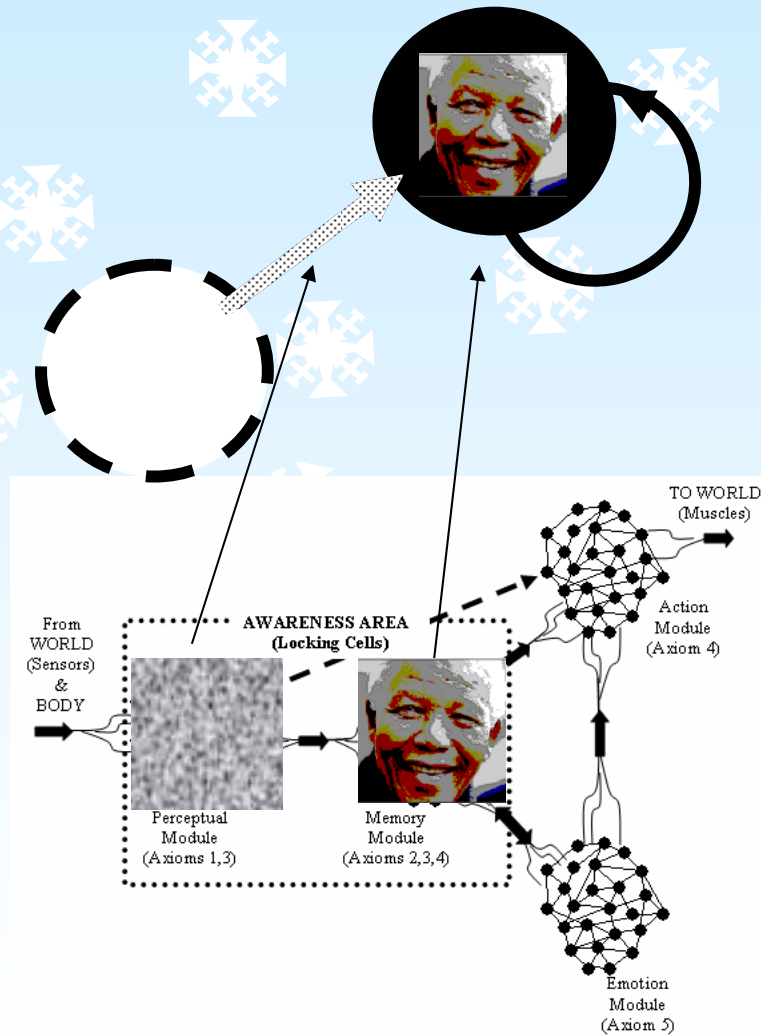 TO WORLD
(Muscles)
From
WORLD
(Sensors)
&
BODY
AWARENESS AREA
(Locking Cells)
Action
Module
(Axiom 4)
Perceptual
Module
(Axioms 1,3)
Memory
Module
(Axioms 2,3,4)
Emotion
Module
(Axiom 5)